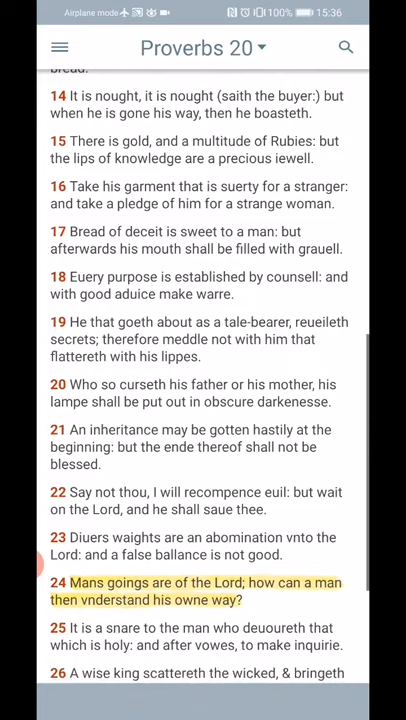 Airplane mode 100% 15:36
Proverbs 20
bread.
14 It is nought, it is nought (saith the buyer:) but
when he is gone his way, then he boasteth.
15 There is gold, and a multitude of Rubies: but
the lips of knowledge are a precious iewell.
16 Take his garment that is suerty for a stranger:
and take a pledge of him for a strange woman.
17 Bread of deceit is sweet to a man: but
afterwards his mouth shall be filled with grauell.
18 Euery purpose is established by counsell: and
with good aduice make warre.
19 He that goeth about as a tale-bearer, reueileth
secrets; therefore meddle not with him that
flattereth with his lippes.
20 Who so curseth his father or his mother, his
lampe shall be put out in obscure darkenesse.
21 An inheritance may be gotten hastily at the
beginning: but the ende thereof shall not be
blessed.
22 Say not thou, I will recompence euil: but wait
on the Lord, and he shall saue thee.
23 Diuers waights are an abomination vnto the
Lord: and a false ballance is not good.
24 Mans goings are of the Lord; how can a man
then vnderstand his owne way?
25 It is a snare to the man who deuoureth that
which is holy: and after vowes, to make inquirie.
26 A wise king scattereth the wicked, & bringeth